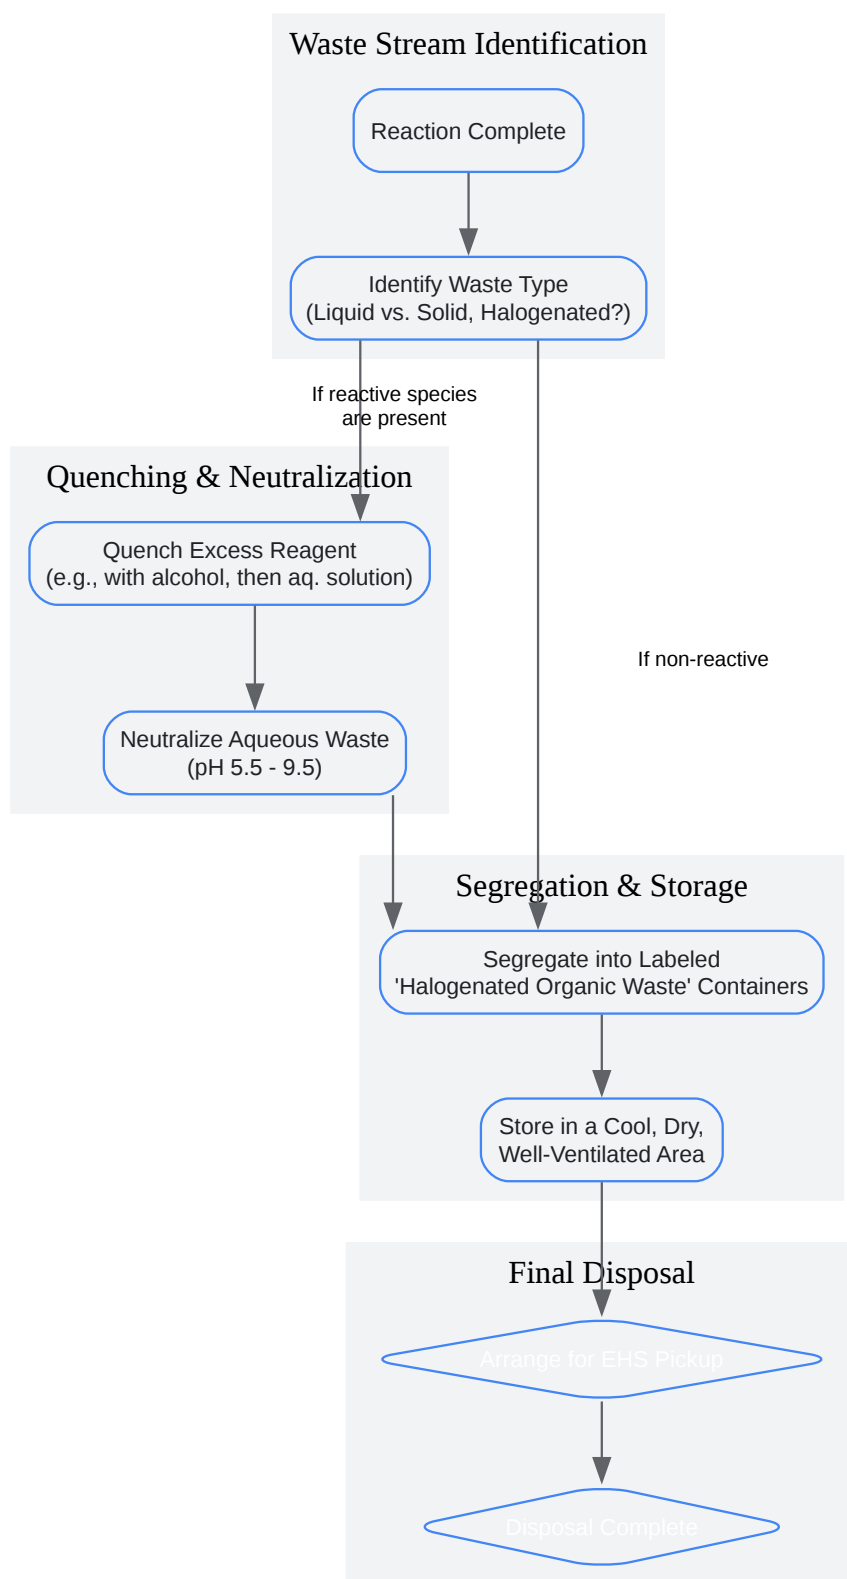 Waste Stream Identification
Reaction Complete
Identify Waste Type
(Liquid vs. Solid, Halogenated?)
If reactive species
are present
Quenching & Neutralization
Quench Excess Reagent
(e.g., with alcohol, then aq. solution)
If non-reactive
Neutralize Aqueous Waste
(pH 5.5 - 9.5)
Segregation & Storage
Segregate into Labeled
'Halogenated Organic Waste' Containers
Store in a Cool, Dry,
Well-Ventilated Area
Final Disposal
Arrange for EHS Pickup
Disposal Complete